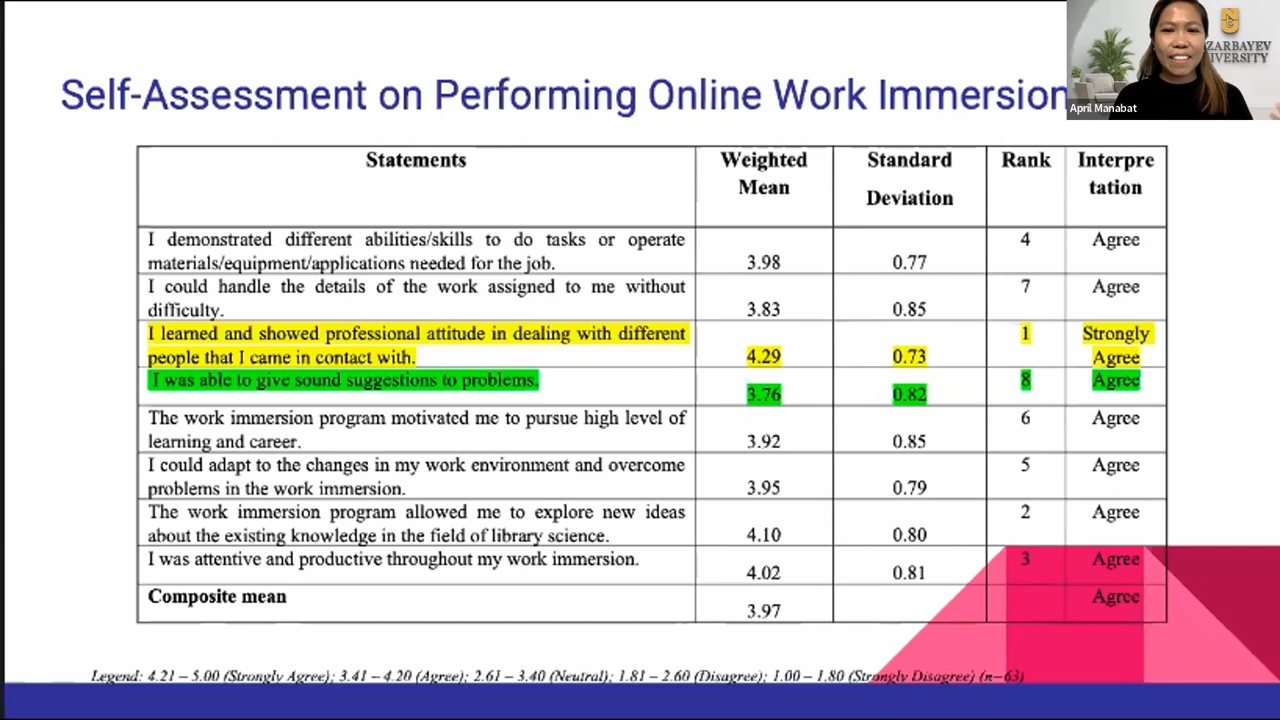 ZARBAYEV
IVERSITY
April Manabat
Self-Assessment on Performing Online Work Immersion
Statements
Weighted
Mean
Standard
Deviation
Rank
Interpre
tation
I demonstrated different abilities/skills to do tasks or operate
materials/equipment/applications needed for the job.
3.98
0.77
4
Agree
I could handle the details of the work assigned to me without
difficulty.
3.83
0.85
7
Agree
I learned and showed professional attitude in dealing with different
people that I came in contact with.
4.29
0.73
1
Strongly
Agree
I was able to give sound suggestions to problems.
3.76
0.82
8
Agree
The work immersion program motivated me to pursue high level of
learning and career.
3.92
0.85
6
Agree
I could adapt to the changes in my work environment and overcome
problems in the work immersion.
3.95
0.79
5
Agree
The work immersion program allowed me to explore new ideas
about the existing knowledge in the field of library science.
4.10
0.80
2
Agree
I was attentive and productive throughout my work immersion.
4.02
0.81
3
Agree
Composite mean
3.97
Agree
Legend: 4.21 – 5.00 (Strongly Agree); 3.41 – 4.20 (Agree); 2.61 – 3.40 (Neutral); 1.81 – 2.60 (Disagree); 1.00 – 1.80 (Strongly Disagree) (n=63)